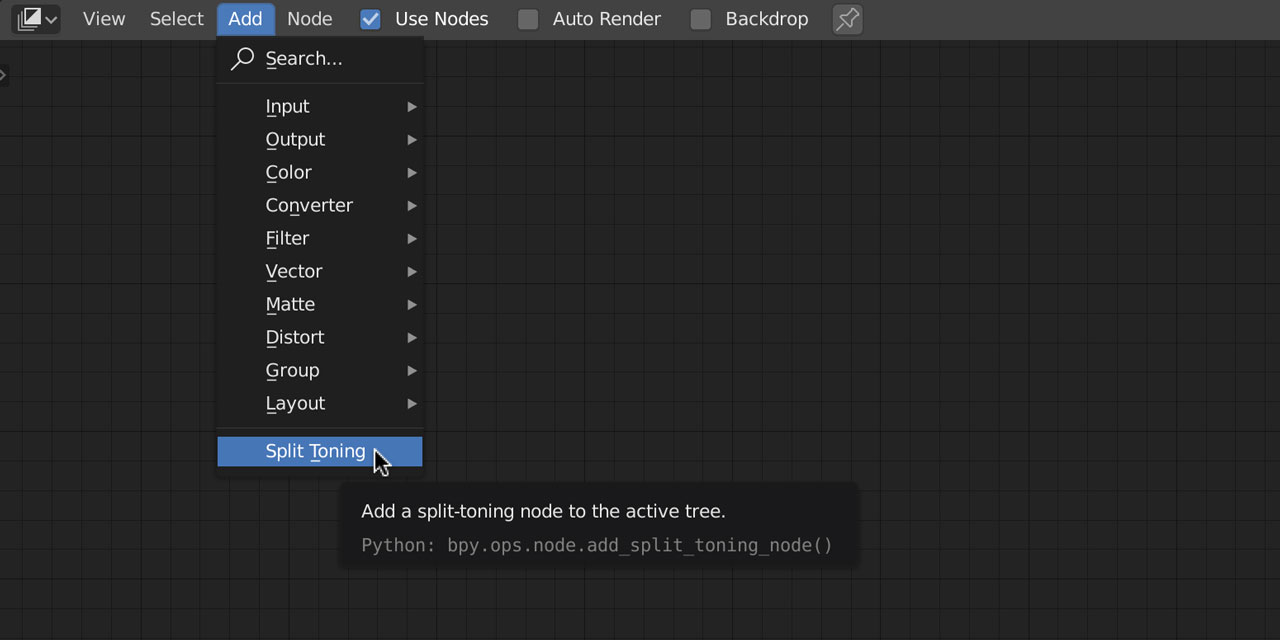 View Select Add Node Use Nodes Auto Render Backdrop
Search...
Input
Output
Color
Converter
Filter
Vector
Matte
Distort
Group
Layout
Split Toning
Add a split-toning node to the active tree.
Python: bpy.ops.node.add_split_toning_node()